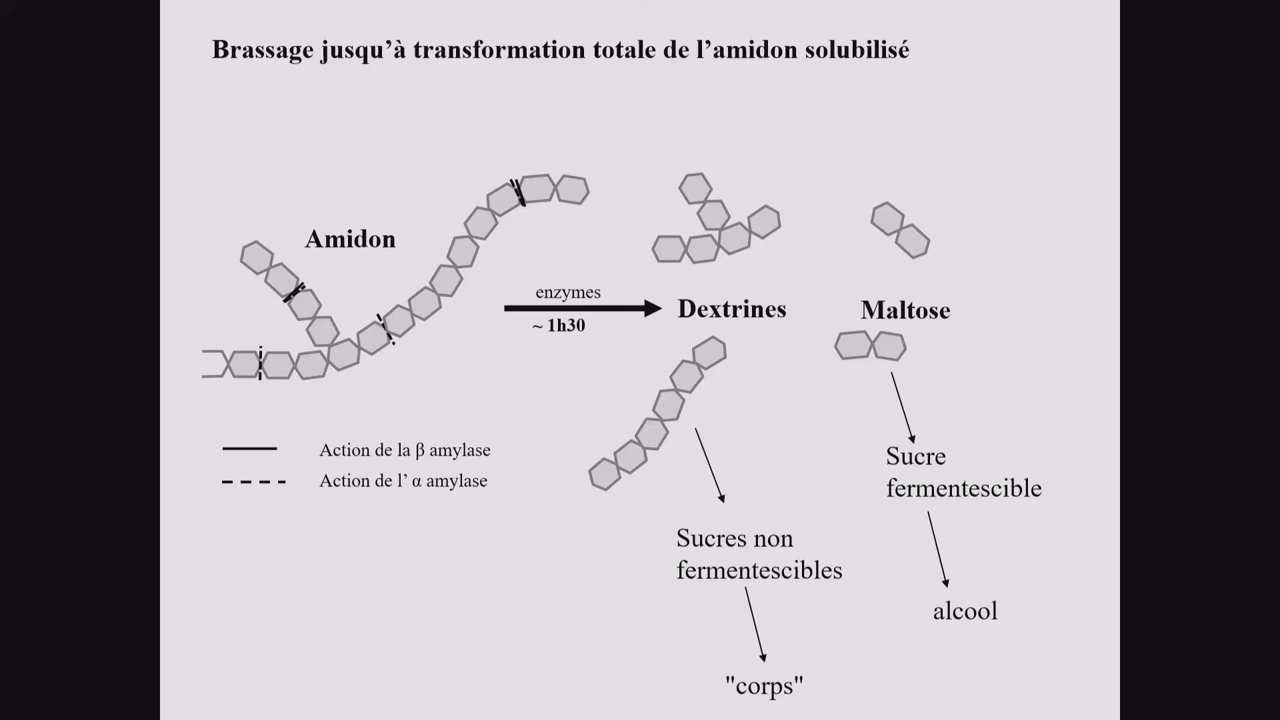 Brassage jusqu'à transformation totale de l'amidon solubilisé
Amidon
enzymes
~ 1h30
Dextrines
Maltose
Action de la β amylase
Action de l' α amylase
Sucre
fermentescible
Sucres non
fermentescibles
alcool
"corps"